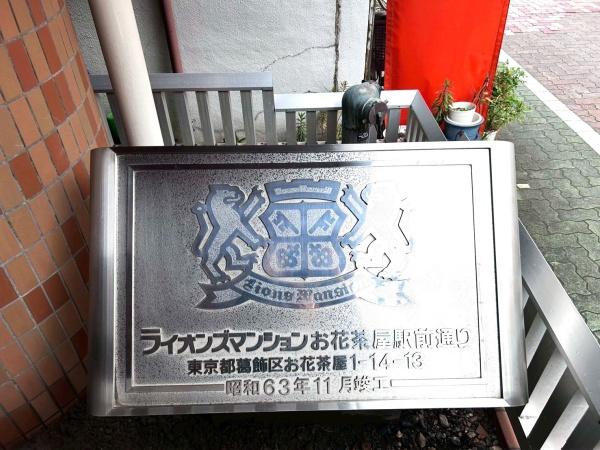 Lions Mansion
ライオンズマンションお花茶屋駅前通り
東京都葛飾区お花茶屋1-14-13
昭和63年11月竣工